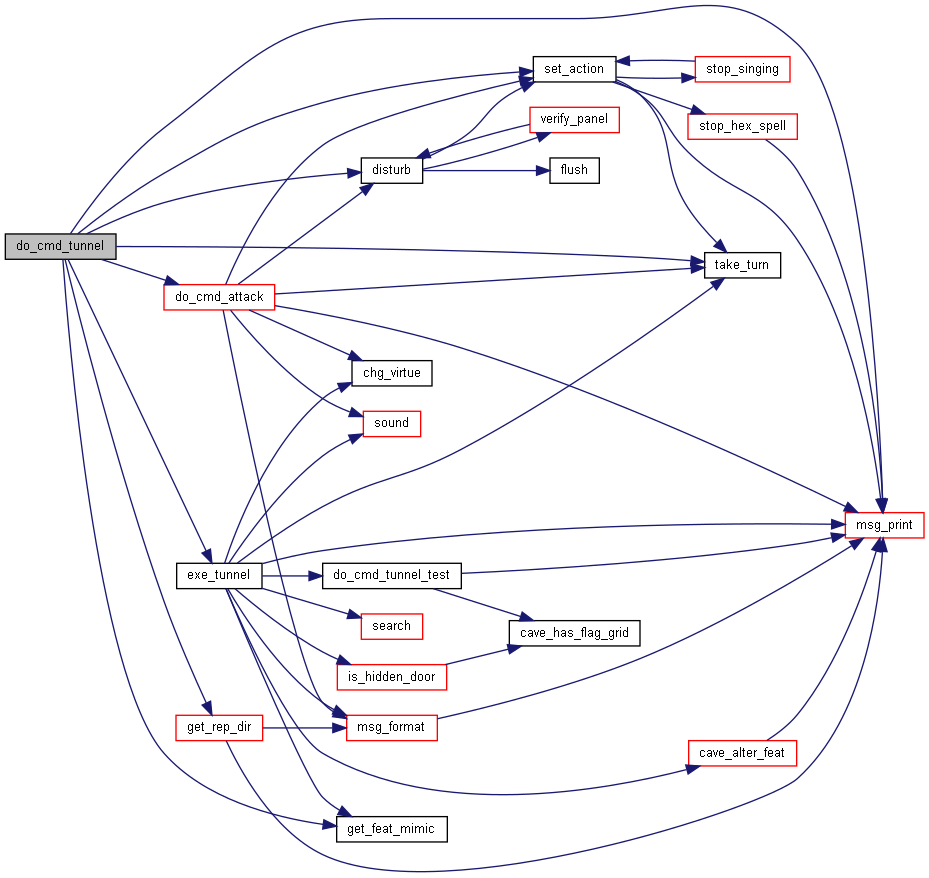 set_action
stop_singing
verify_panel
stop_hex_spell
disturb
flush
do_cmd_tunnel
take_turn
do_cmd_attack
chg_virtue
sound
msg_print
exe_tunnel
do_cmd_tunnel_test
search
cave_has_flag_grid
is_hidden_door
get_rep_dir
msg_format
cave_alter_feat
get_feat_mimic